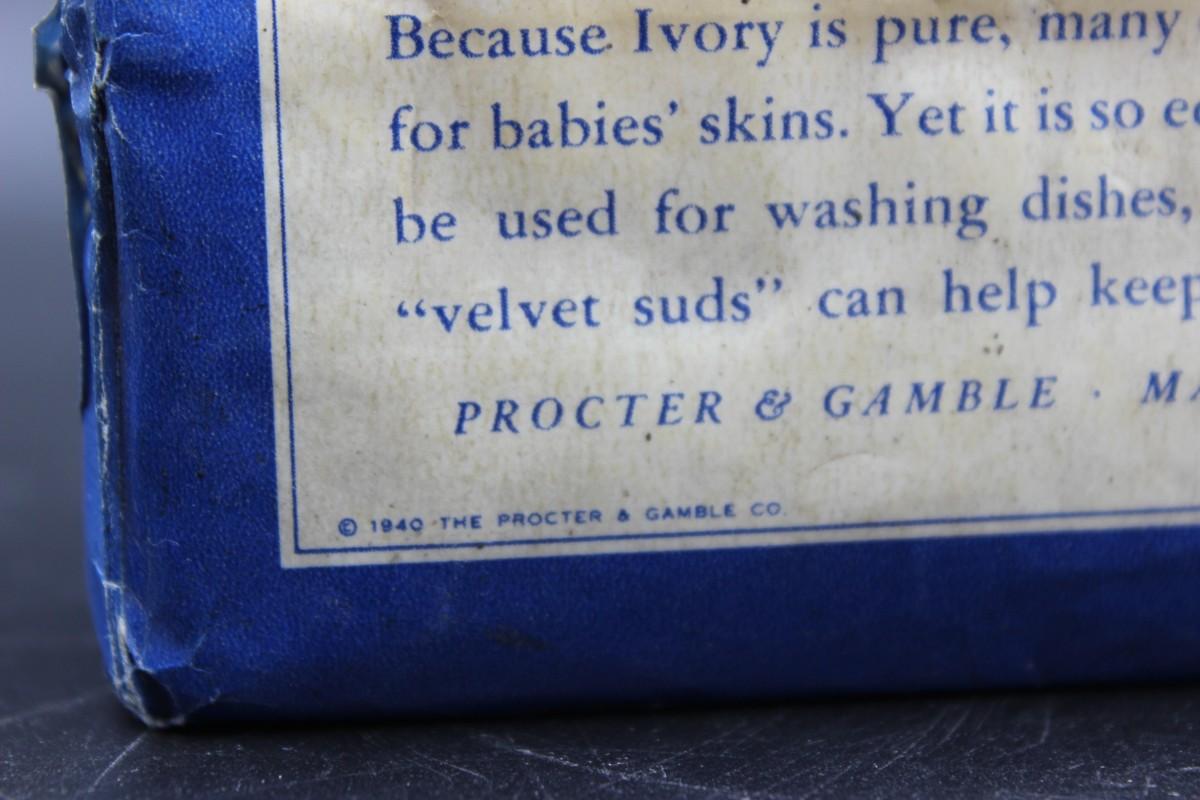 Because Ivory is pure, many
for babies’ skins. Yet it is so
be used for washing dishes,
“velvet suds” can help keep
PROCTER & GAMBLE ·
© 1940 THE PROCTER & GAMBLE CO.